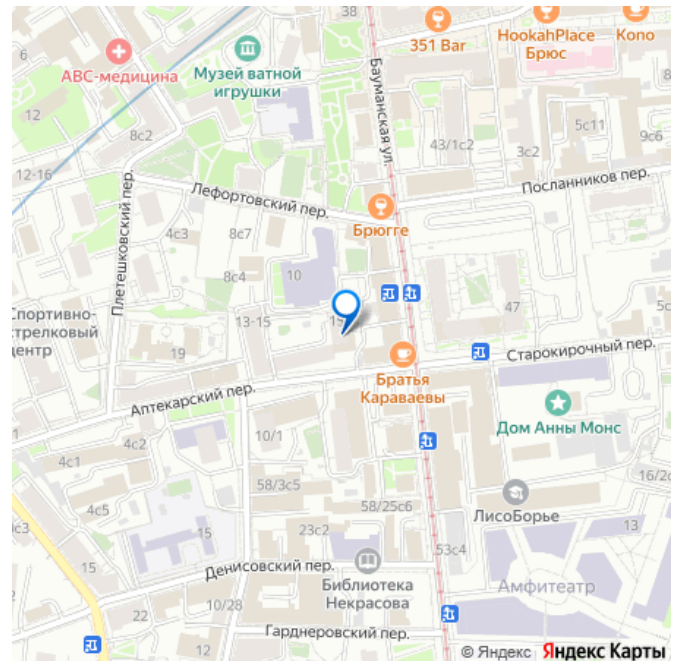 38
351 Bar
HookahPlace
Брюс
Коно
6
АВС-медицина
Музей ватной
игрушки
Бауманская ул.
12
8с2
43/1с2
5с11
3с2
9с6
12-16
Посланников пер.
Лефортовский пер.
Плетешковский пер.
Брюгге
4с3
8с7
8с4
10
47
Спортивно-
стрелковый
центр
13-15
19
Старокирочный пер.
Братья
Караваевы
Аптекарский пер.
Дом Анны Монс
4с2
10/1
4с1
58/3с5
16/2с
4с5
58/25с6
ЛисоБорье
15
23с2
13
53с4
15
Денисовский пер.
Библиотека
Некрасова
Амфитеатр
22
10/28
Гарднеровский пер.
© Яндекс Яндекс Карты